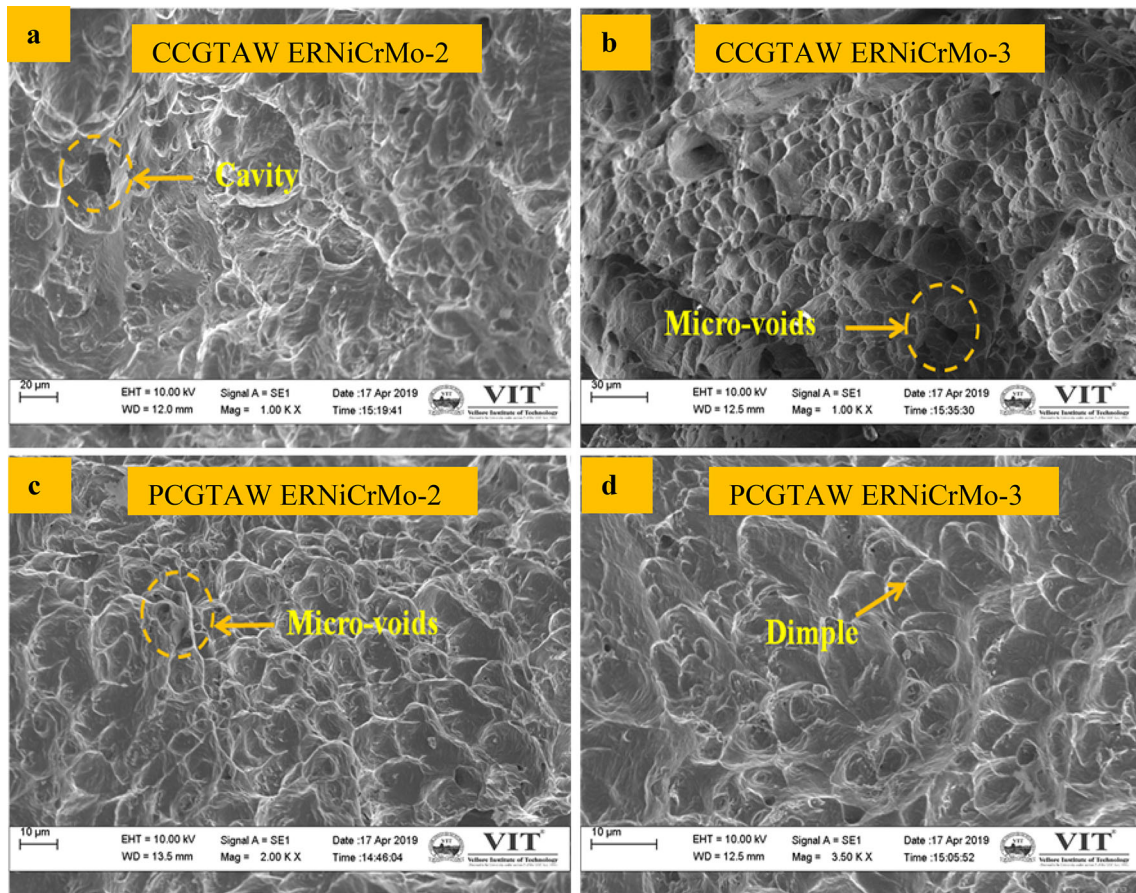 a
CCGTAW ERNiCrMo-2
Cavity
20 µm
EHT = 10.00 kV
WD = 12.0 mm
Signal A = SE1
Mag = 1.00 K X
Date :17 Apr 2019
Time :15:19:41
VIT®
Vellore Institute of Technology
b
CCGTAW ERNiCrMo-3
Micro-voids
30 µm
EHT = 10.00 kV
WD = 12.5 mm
Signal A = SE1
Mag = 1.00 K X
Date :17 Apr 2019
Time :15:35:30
VIT®
Vellore Institute of Technology
c
PCGTAW ERNiCrMo-2
Micro-voids
10 µm
EHT = 10.00 kV
WD = 13.5 mm
Signal A = SE1
Mag = 2.00 K X
Date :17 Apr 2019
Time :14:46:04
VIT®
Vellore Institute of Technology
d
PCGTAW ERNiCrMo-3
Dimple
10 µm
EHT = 10.00 kV
WD = 12.5 mm
Signal A = SE1
Mag = 3.50 K X
Date :17 Apr 2019
Time :15:05:52
VIT®
Vellore Institute of Technology